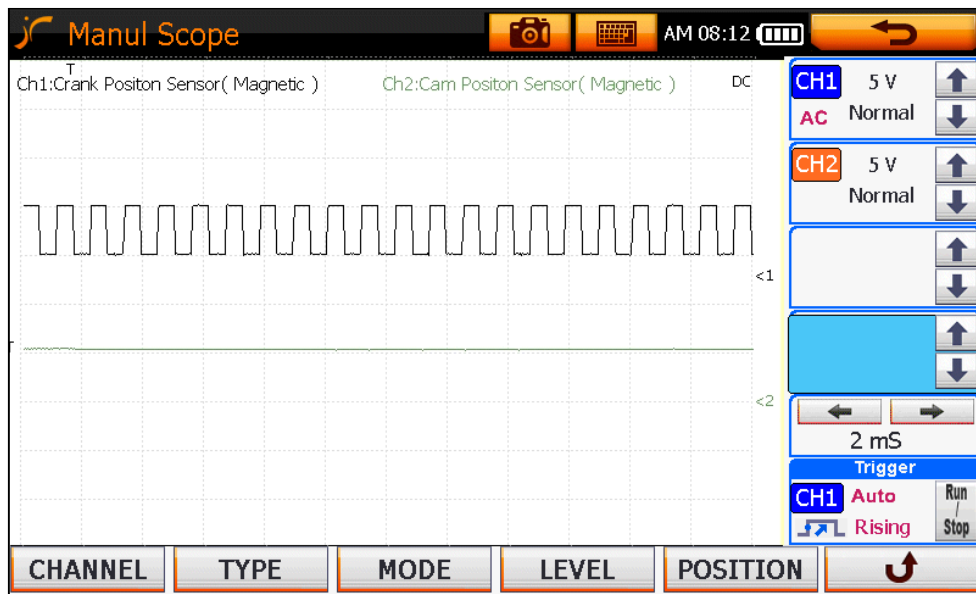 Manul Scope
AM 08:12
T
Ch1:Crank Positon Sensor( Magnetic )
Ch2:Cam Positon Sensor( Magnetic )
DC
CH1
5 V
AC
Normal
CH2
5 V
Normal
<1
<2
2 mS
Trigger
CH1
Auto
Rising
Run
/
Stop
CHANNEL
TYPE
MODE
LEVEL
POSITION